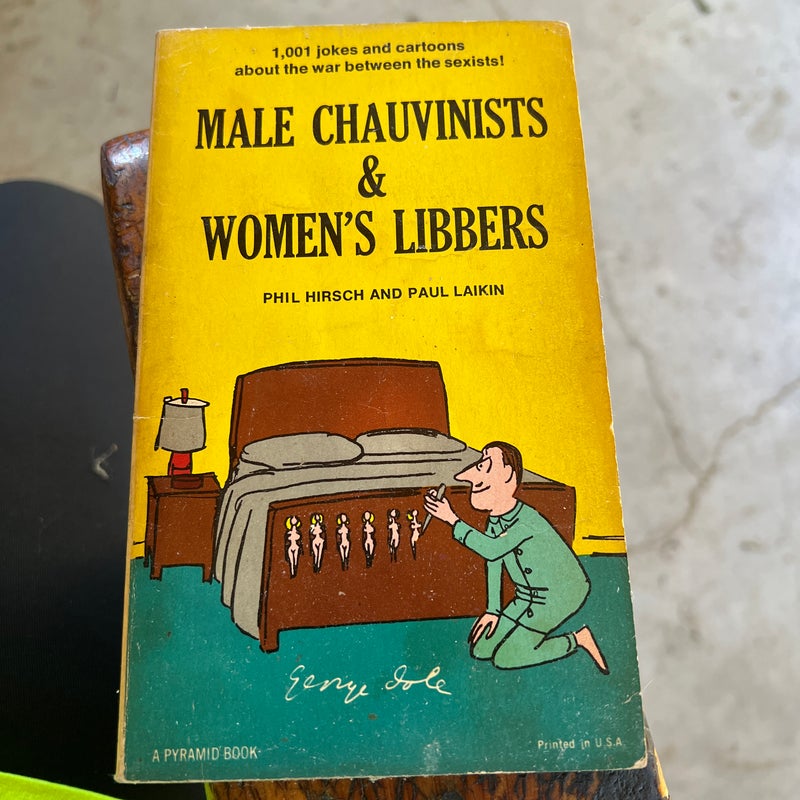 1,001 jokes and cartoons
about the war between the sexists!
MALE CHAUVINISTS
&
WOMEN'S LIBBERS
PHIL HIRSCH AND PAUL LAIKIN
George Dole
A PYRAMID BOOK
Printed in U.S.A.